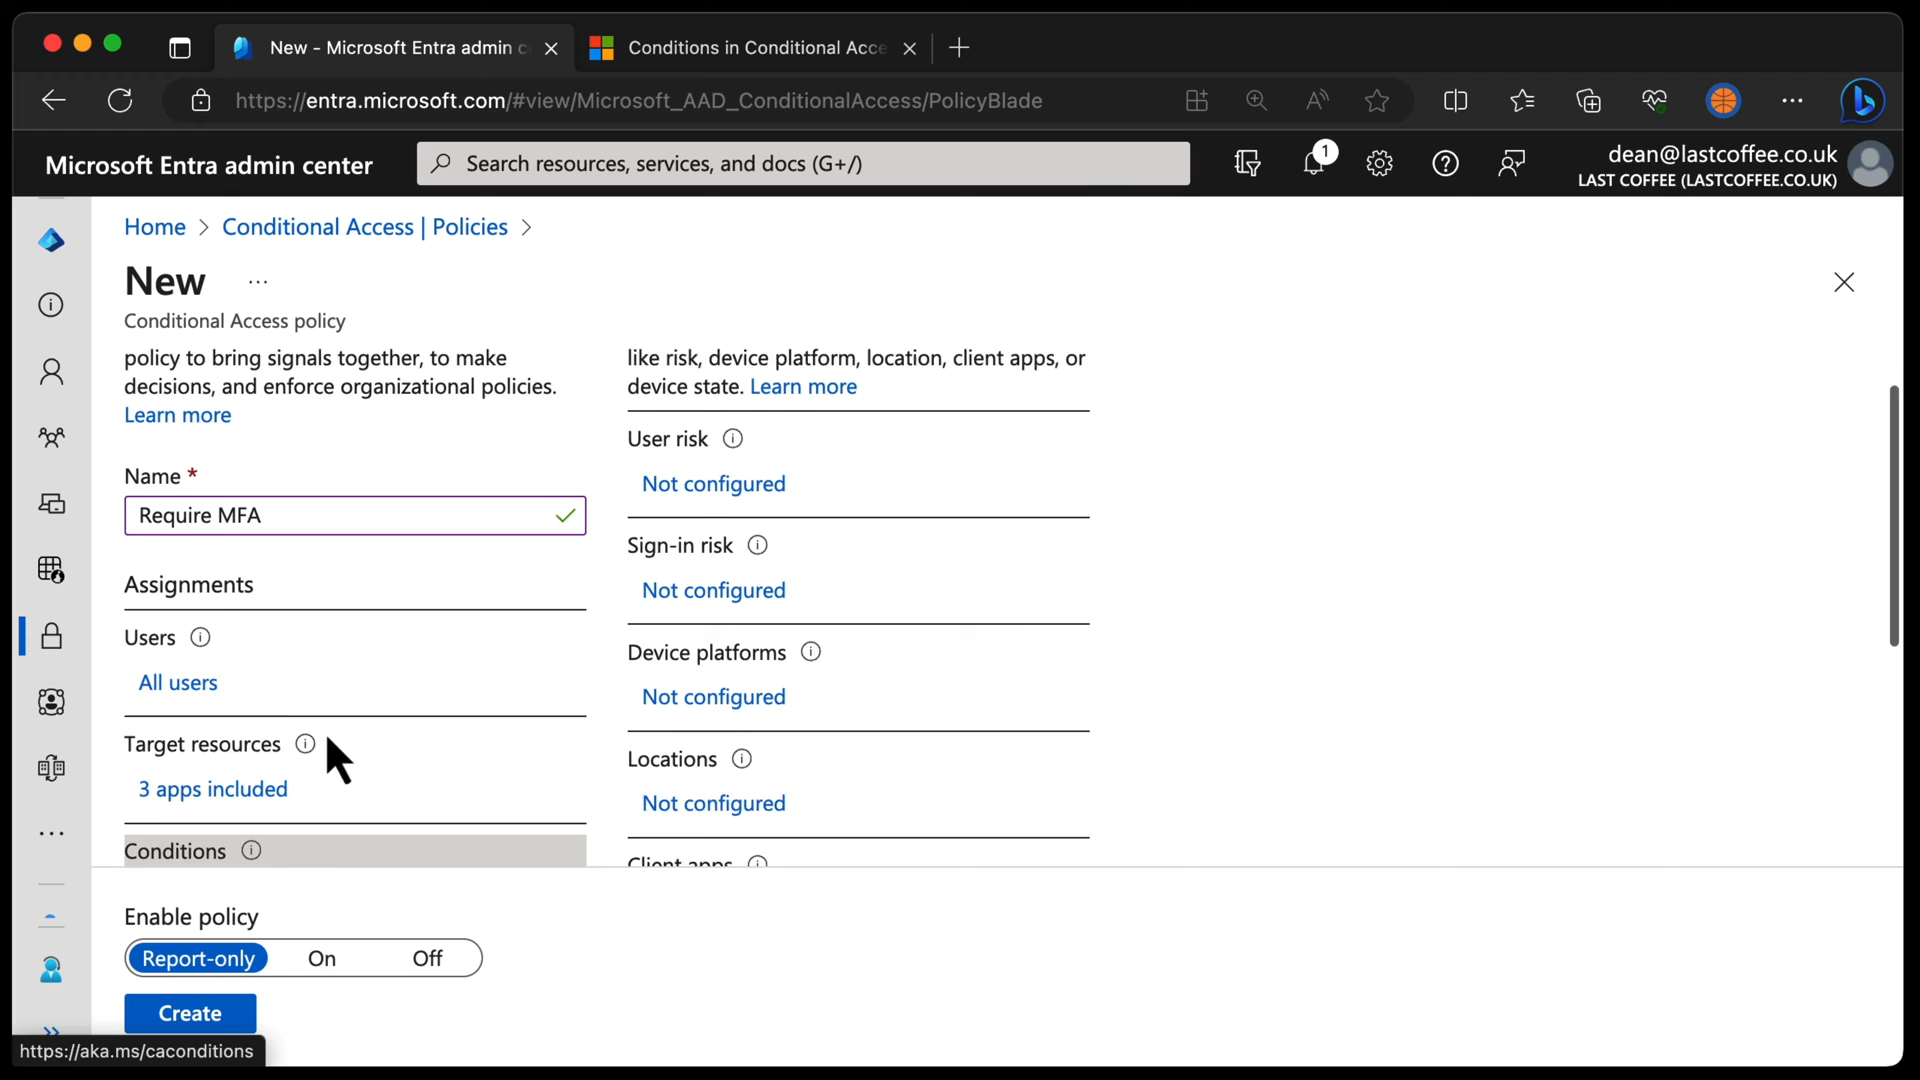 New - Microsoft Entra admin c
Conditions in Conditional Acce
https://entra.microsoft.com/#view/Microsoft_AAD_ConditionalAccess/PolicyBlade
Microsoft Entra admin center
Search resources, services, and docs (G+/)
1
dean@lastcoffee.co.uk
LAST COFFEE (LASTCOFFEE.CO.UK)
Home > Conditional Access | Policies >
New ...
Conditional Access policy
policy to bring signals together, to make
decisions, and enforce organizational policies.
Learn more
Name *
Require MFA
Assignments
Users
All users
Target resources
3 apps included
Conditions
like risk, device platform, location, client apps, or
device state. Learn more
User risk
Not configured
Sign-in risk
Not configured
Device platforms
Not configured
Locations
Not configured
Client apps
Enable policy
Report-only On Off
Create
https://aka.ms/caconditions